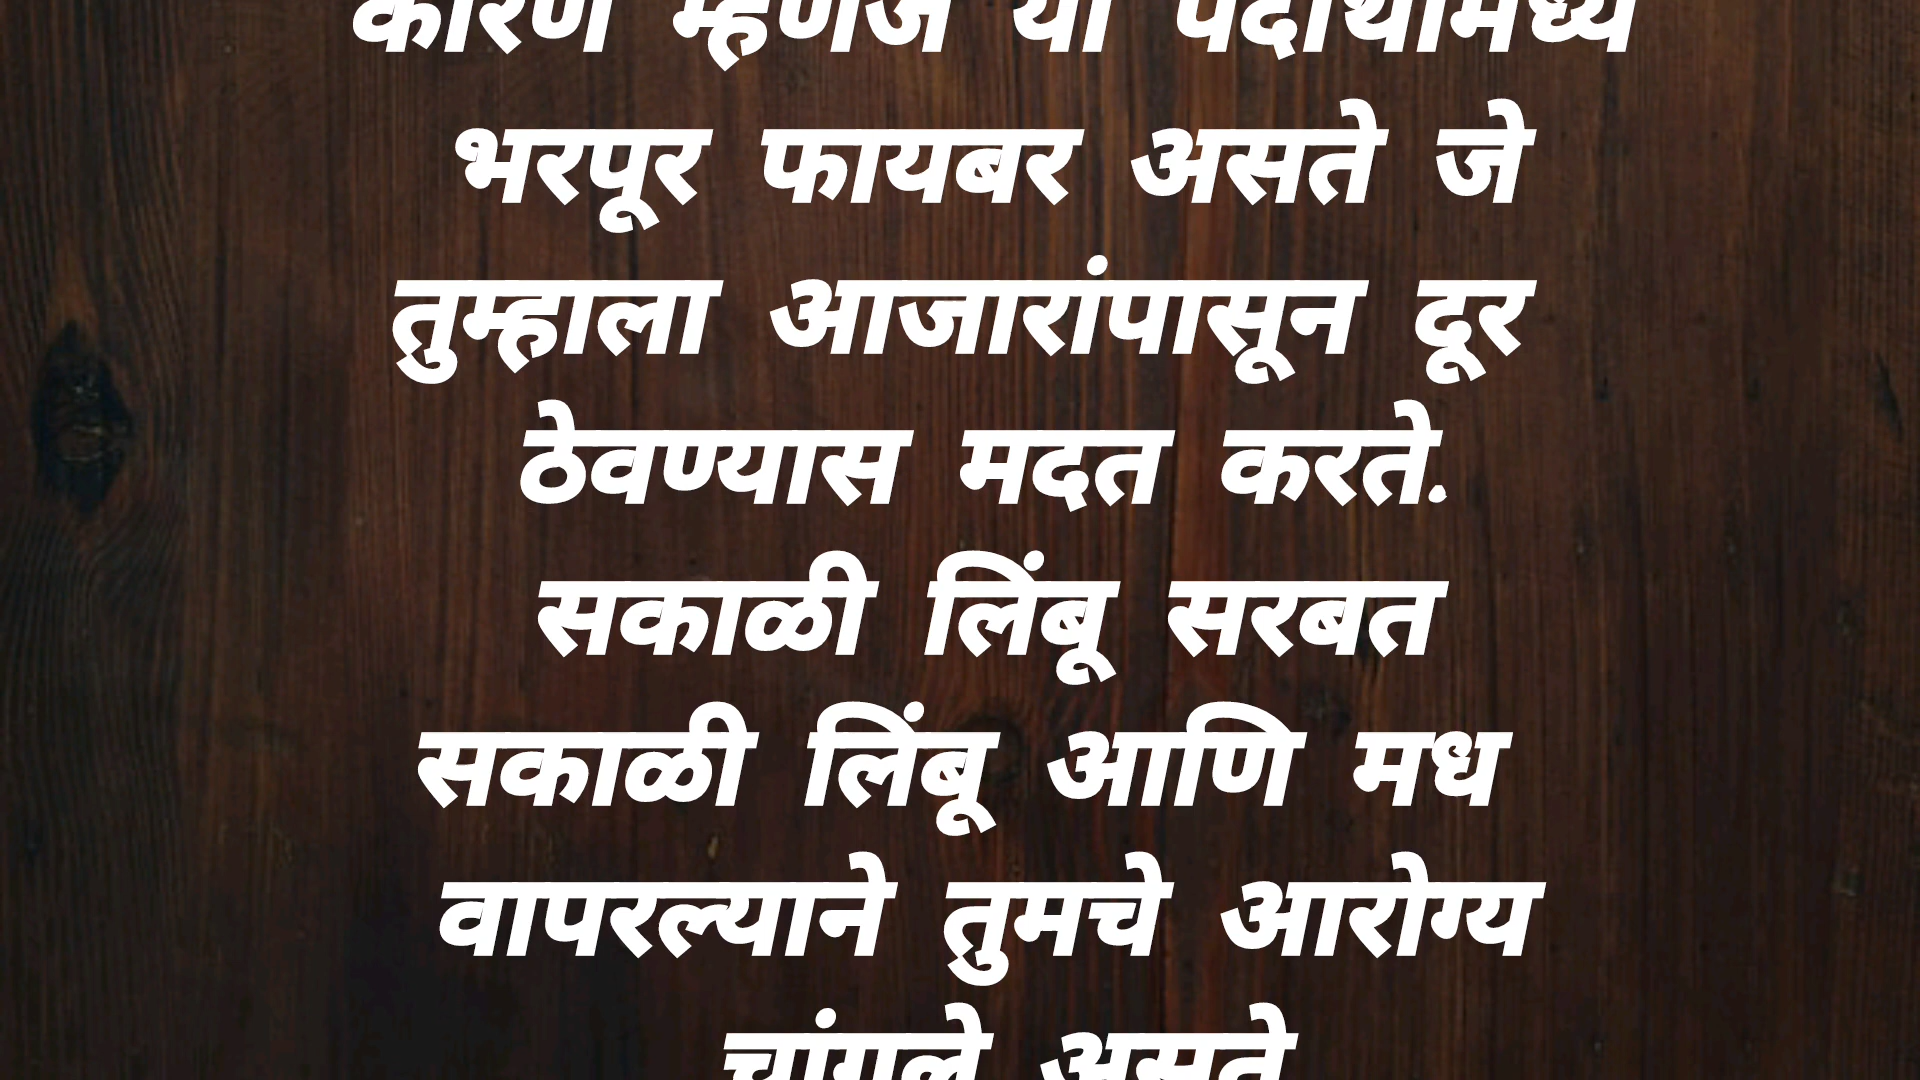 कारण म्हणजे या पदार्थांमध्ये
भरपूर फायबर असते जे
तुम्हाला आजारांपासून दूर
ठेवण्यास मदत करते.
सकाळी लिंबू सरबत
सकाळी लिंबू आणि मध
वापरल्याने तुमचे आरोग्य
चांगले असते